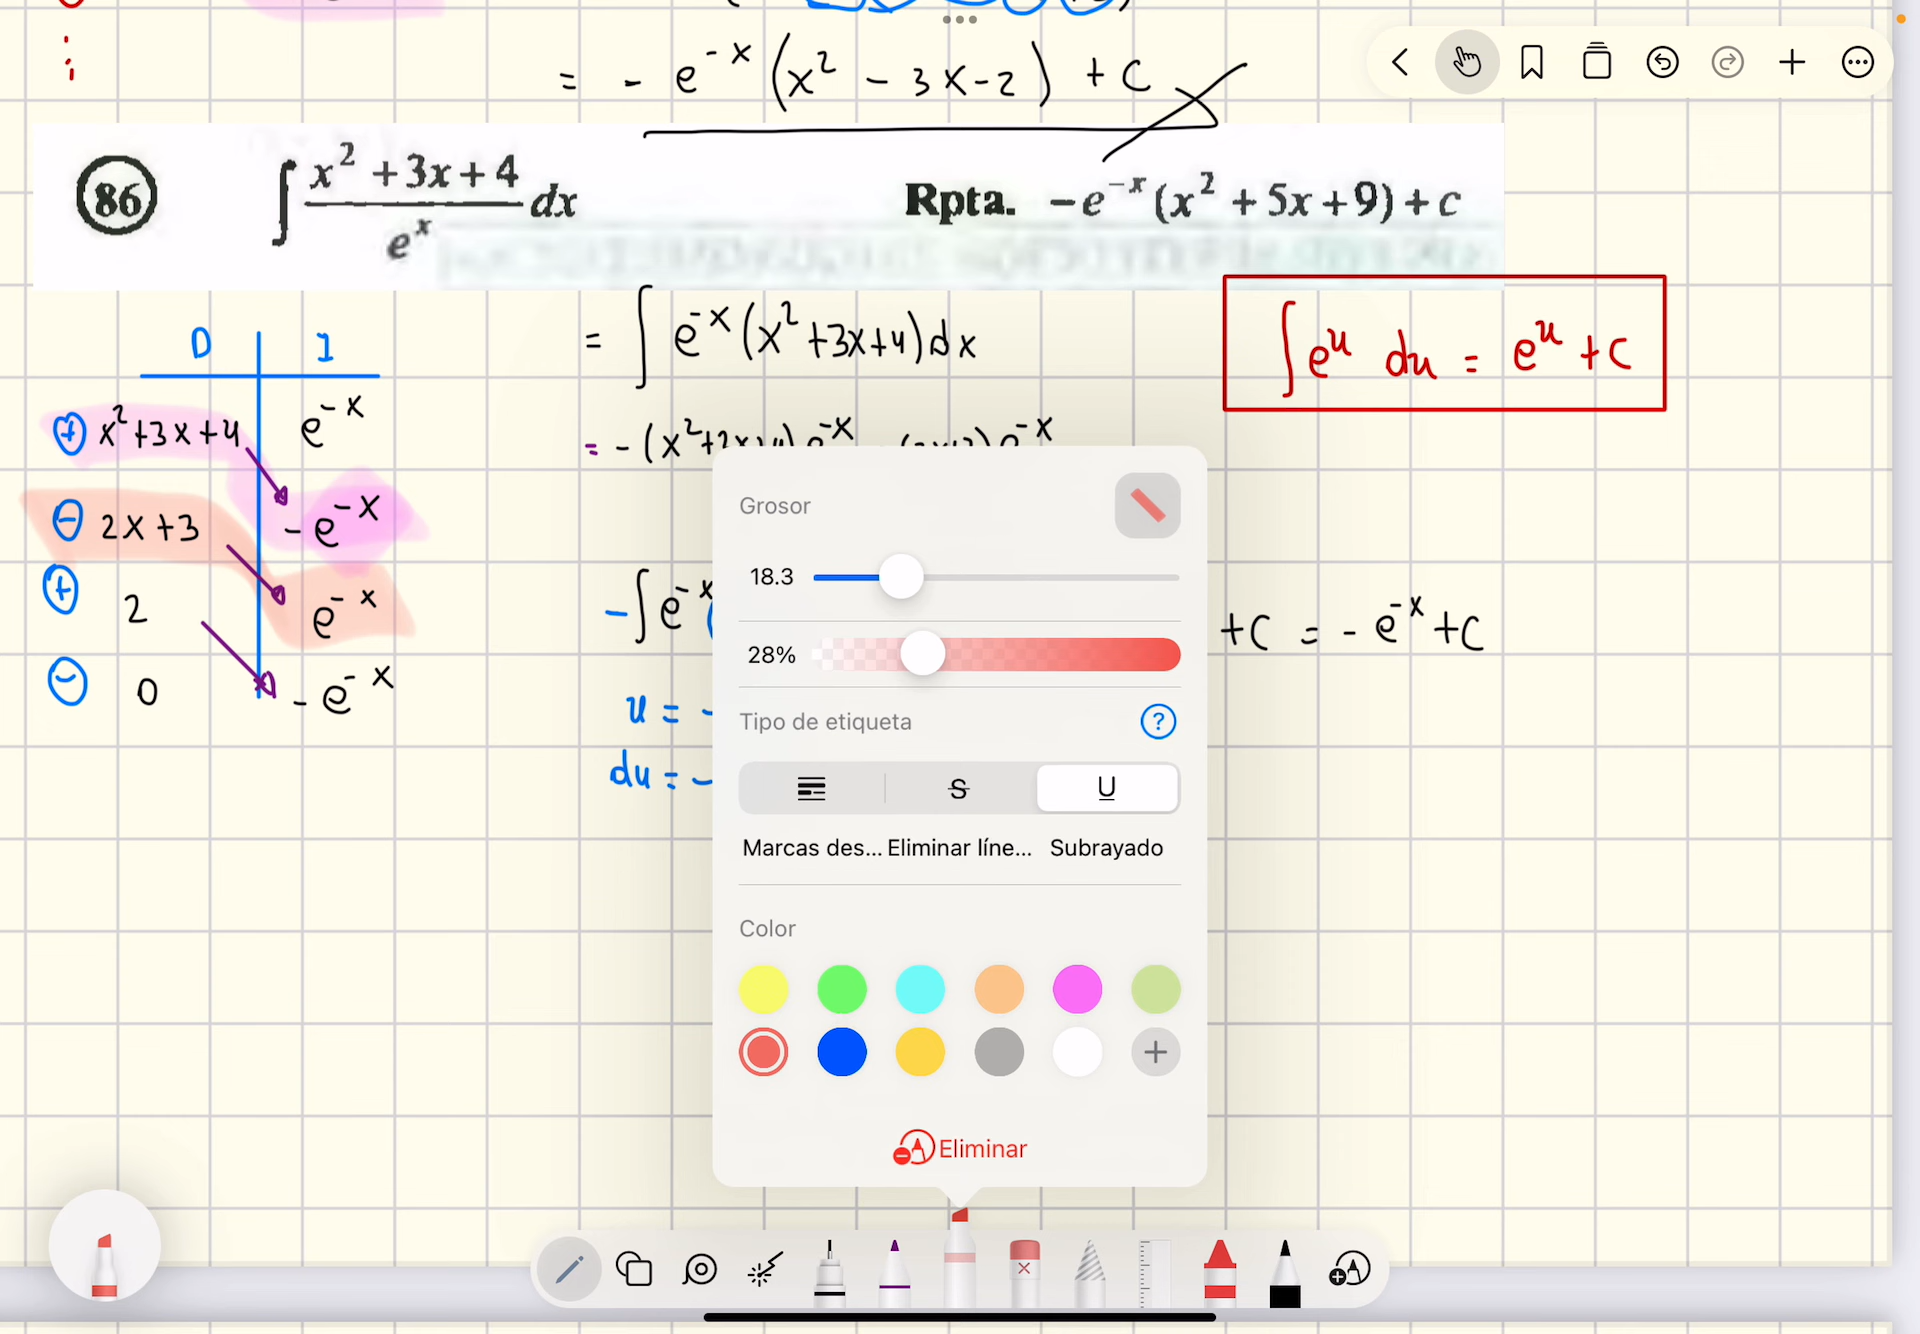 = - e^{-x} (x² - 3x-2) + C
86 ∫ \frac{x² + 3x + 4}{e^x} dx Rpta. -e^{-x}(x² + 5x + 9) + c
D I
⊕ x²+3x+4 e^{-x}
⊖ 2x+3 -e^{-x}
⊕ 2 e^{-x}
⊖ 0 -e^{-x}
= ∫ e^{-x} (x²+3x+4) dx
∫ e^u du = e^u + C
-∫ e^{-x} +C = - e^{-x} + C
u = -
du = -
Grosor
18.3
28%
Tipo de etiqueta ?
S U
Marcas des... Eliminar líne... Subrayado
Color
Eliminar